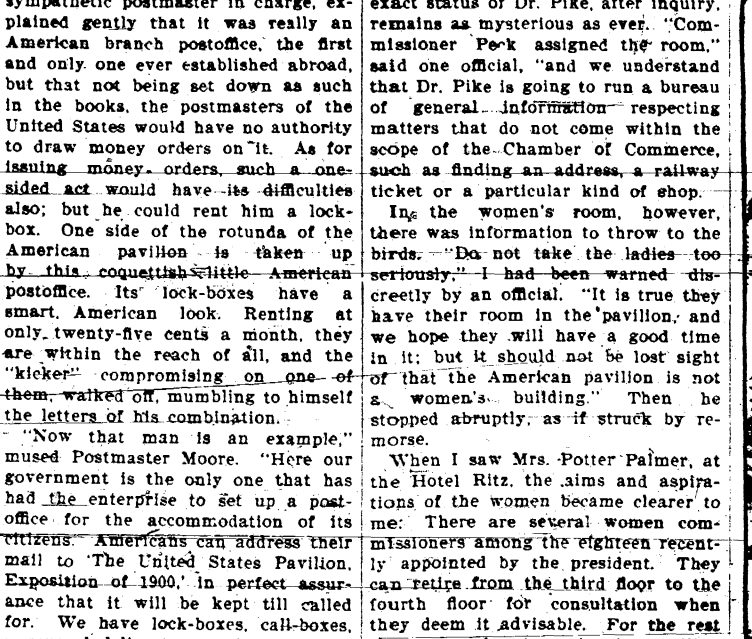 sympathetic postmaster in charge, ex-
plained gently that it was really an
American branch postoffice, the first
and only one ever established abroad,
but that not being set down as such
in the books, the postmasters of the
United States would have no authority
to draw money orders on it. As for
issuing money orders, such a one-
sided act would have its difficulties
also; but he could rent him a lock-
box. One side of the rotunda of the
American pavilion is taken up
by this coquettish little American
postoffice. Its lock-boxes have a
smart, American look. Renting at
only twenty-five cents a month, they
are within the reach of all, and the
"kicker" compromising on one of
them, walked off, mumbling to himself
the letters of his combination.
"Now that man is an example,"
mused Postmaster Moore. "Here our
government is the only one that has
had the enterprise to set up a post-
office for the accommodation of its
citizens. Americans can address their
mail to 'The United States Pavilion,
Exposition of 1900,' in perfect assur-
ance that it will be kept till called
for. We have lock-boxes, call-boxes,
exact status of Dr. Pike, after inquiry,
remains as mysterious as ever. "Com-
missioner Peck assigned the room,"
said one official, "and we understand
that Dr. Pike is going to run a bureau
of general information respecting
matters that do not come within the
scope of the Chamber of Commerce,
such as finding an address, a railway
ticket or a particular kind of shop.
In the women's room, however,
there was information to throw to the
birds. "Do not take the ladies too
seriously," I had been warned dis-
creetly by an official. "It is true they
have their room in the pavilion, and
we hope they will have a good time
in it; but it should not be lost sight
of that the American pavilion is not
a women's building." Then he
stopped abruptly, as if struck by re-
morse.
When I saw Mrs. Potter Palmer, at
the Hotel Ritz, the aims and aspira-
tions of the women became clearer to
me: There are several women com-
missioners among the eighteen recent-
ly appointed by the president. They
can retire from the third floor to the
fourth floor for consultation when
they deem it advisable. For the rest